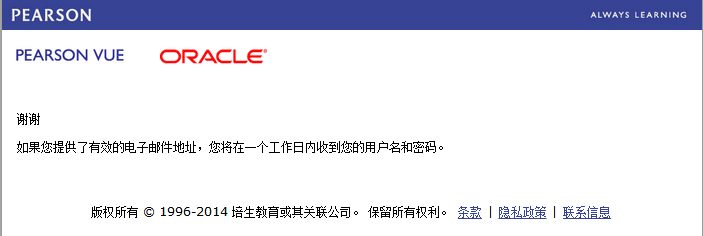 PEARSON ALWAYS LEARNING
PEARSON VUE ORACLE®
谢谢
如果您提供了有效的电子邮件地址，您将在一个工作日内收到您的用户名和密码。
版权所有 © 1996-2014 培生教育或其关联公司。 保留所有权利。 条款 | 隐私政策 | 联系信息